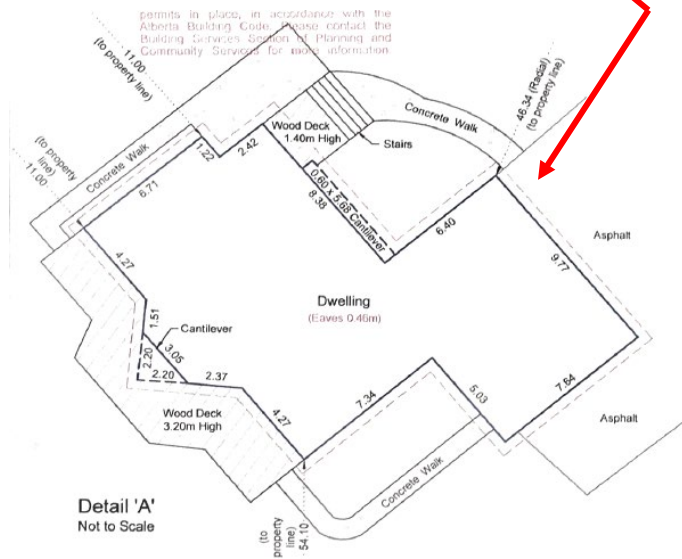 permits in place, in accordance with the
Alberta Building Code. Please contact the
Building Services Section of Planning and
Community Services for more information.
11.00
(to property line)
Concrete Walk
46.34 (Radial)
(to property line)
Wood Deck
1.40m High
Stairs
1.22
2.42
(to property
line)
11.00
Concrete Walk
6.71
0.60 x 5.68 Cantilever
8.38
6.40
Asphalt
9.77
4.27
Dwelling
(Eaves 0.46m)
1.51
Cantilever
3.05
2.20
2.20
2.37
Wood Deck
3.20m High
4.27
7.34
5.03
7.64
Asphalt
Concrete Walk
Detail 'A'
Not to Scale
(to
property
line)
54.10